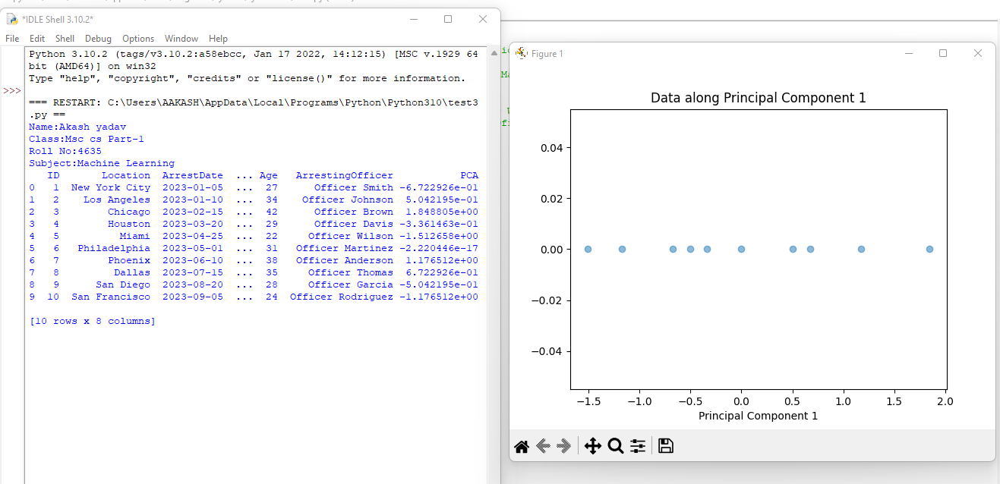 *IDLE Shell 3.10.2*
File Edit Shell Debug Options Window Help
Python 3.10.2 (tags/v3.10.2:a58ebcc, Jan 17 2022, 14:12:15) [MSC v.1929 64
bit (AMD64)] on win32
Type "help", "copyright", "credits" or "license()" for more information.
>>>
=== RESTART: C:\Users\AAKASH\AppData\Local\Programs\Python\Python310\test3
.py ==
Name:Akash yadav
Class:Msc cs Part-1
Roll No:4635
Subject:Machine Learning
ID Location ArrestDate ... Age ArrestingOfficer PCA
0 1 New York City 2023-01-05 ... 27 Officer Smith -6.722926e-01
1 2 Los Angeles 2023-01-10 ... 34 Officer Johnson 5.042195e-01
2 3 Chicago 2023-02-15 ... 42 Officer Brown 1.848805e+00
3 4 Houston 2023-03-20 ... 29 Officer Davis -3.361463e-01
4 5 Miami 2023-04-25 ... 22 Officer Wilson -1.512658e+00
5 6 Philadelphia 2023-05-01 ... 31 Officer Martinez -2.220446e-17
6 7 Phoenix 2023-06-10 ... 38 Officer Anderson 1.176512e+00
7 8 Dallas 2023-07-15 ... 35 Officer Thomas 6.722926e-01
8 9 San Diego 2023-08-20 ... 28 Officer Garcia -5.042195e-01
9 10 San Francisco 2023-09-05 ... 24 Officer Rodriguez -1.176512e+00
[10 rows x 8 columns]
Figure 1
Data along Principal Component 1
0.04
0.02
0.00
−0.02
−0.04
−1.5 −1.0 −0.5 0.0 0.5 1.0 1.5 2.0
Principal Component 1